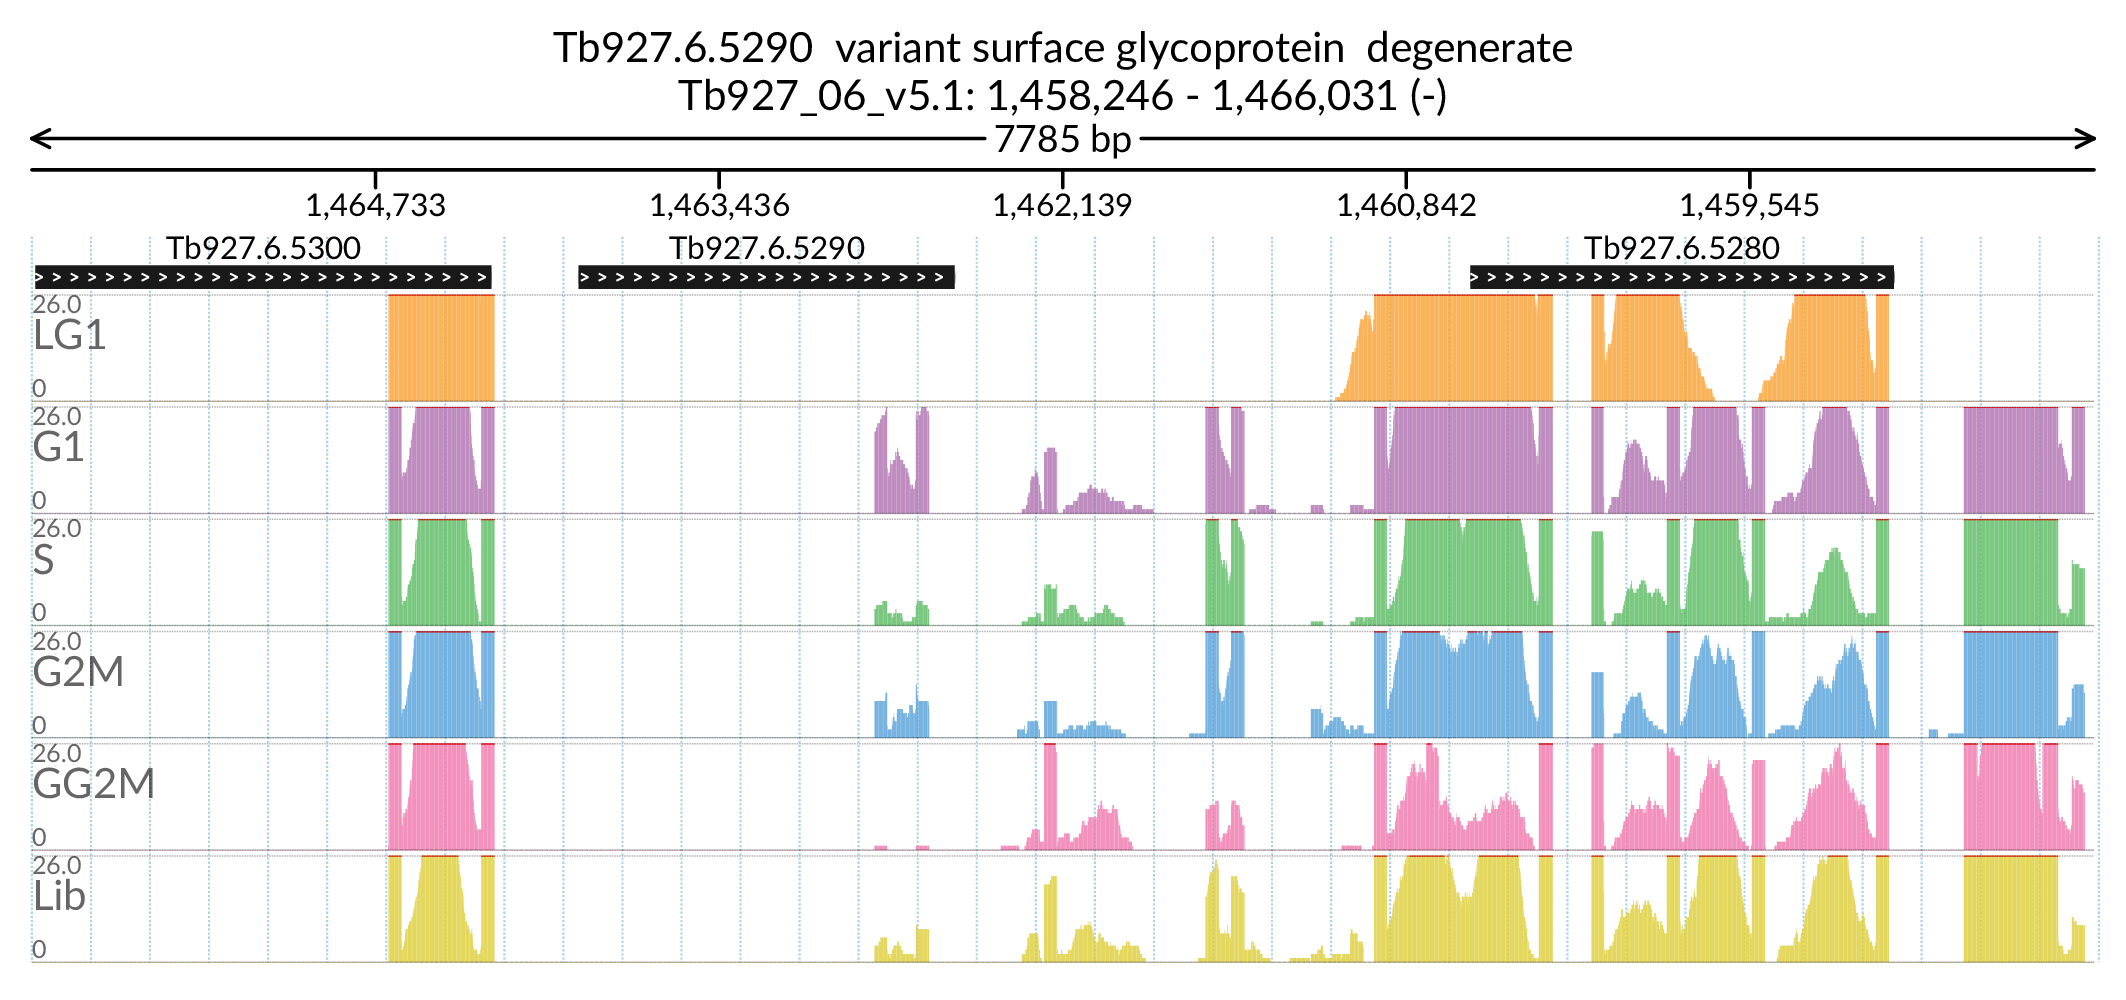 Tb927.6.5290 variant surface glycoprotein degenerate
Tb927_06_v5.1: 1,458,246 - 1,466,031 (-)
7785 bp
1,464,733 1,463,436 1,462,139 1,460,842 1,459,545
Tb927.6.5300 Tb927.6.5290 Tb927.6.5280
26.0
LG1
0
26.0
G1
0
26.0
S
0
26.0
G2M
0
26.0
GG2M
0
26.0
Lib
0